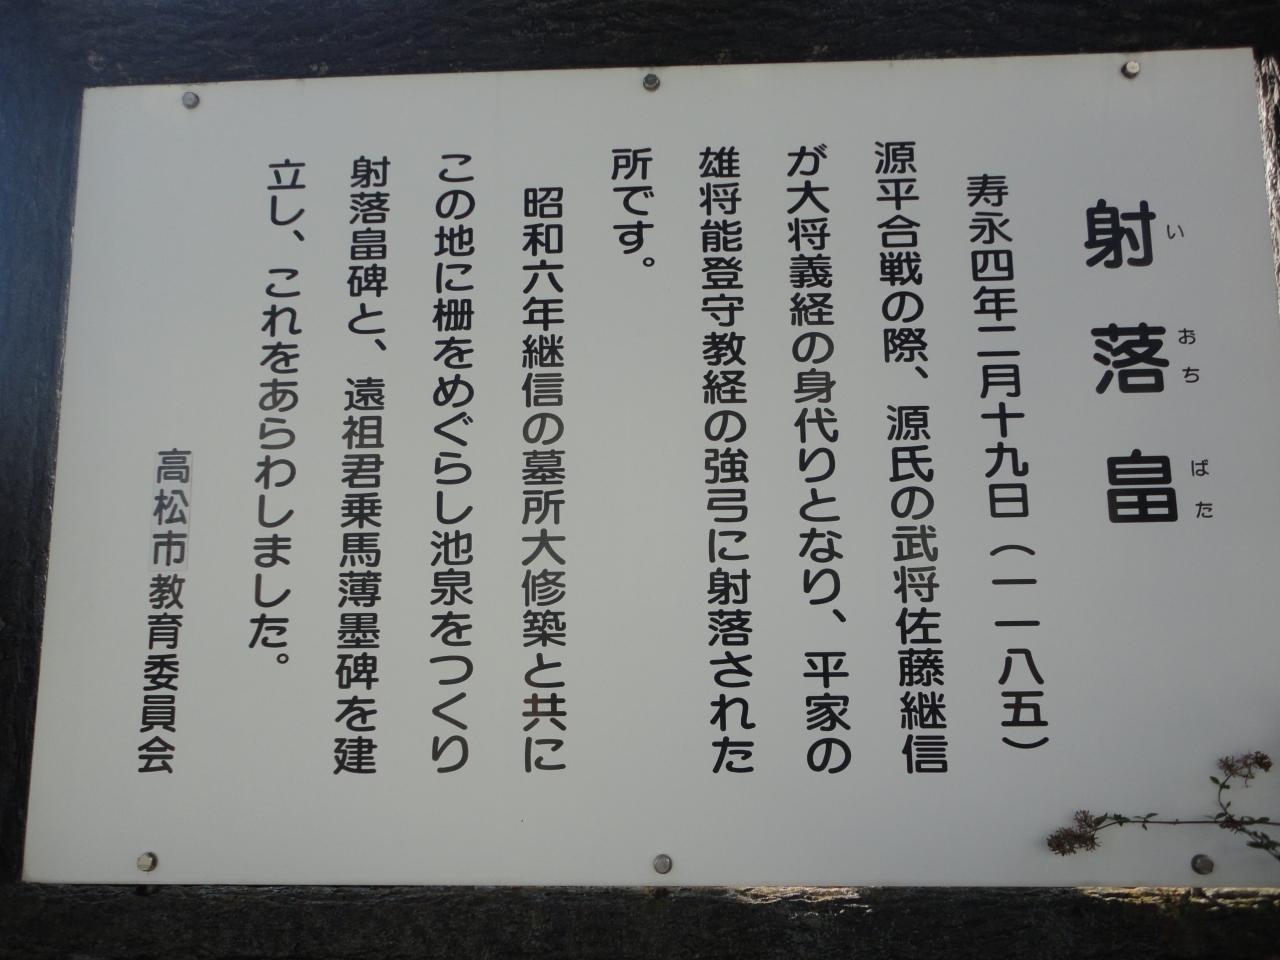 射落畠
いおちばた
寿永四年二月十九日(一一八五)
源平合戦の際、源氏の武将佐藤継信
が大将義経の身代りとなり、平家の
雄将能登守教経の強弓に射落された
所です。
昭和六年継信の墓所大修築と共に
この地に柵をめぐらし池泉をつくり
射落畠碑と、遠祖君乗馬薄墨碑を建
立し、これをあらわしました。
高松市教育委員会